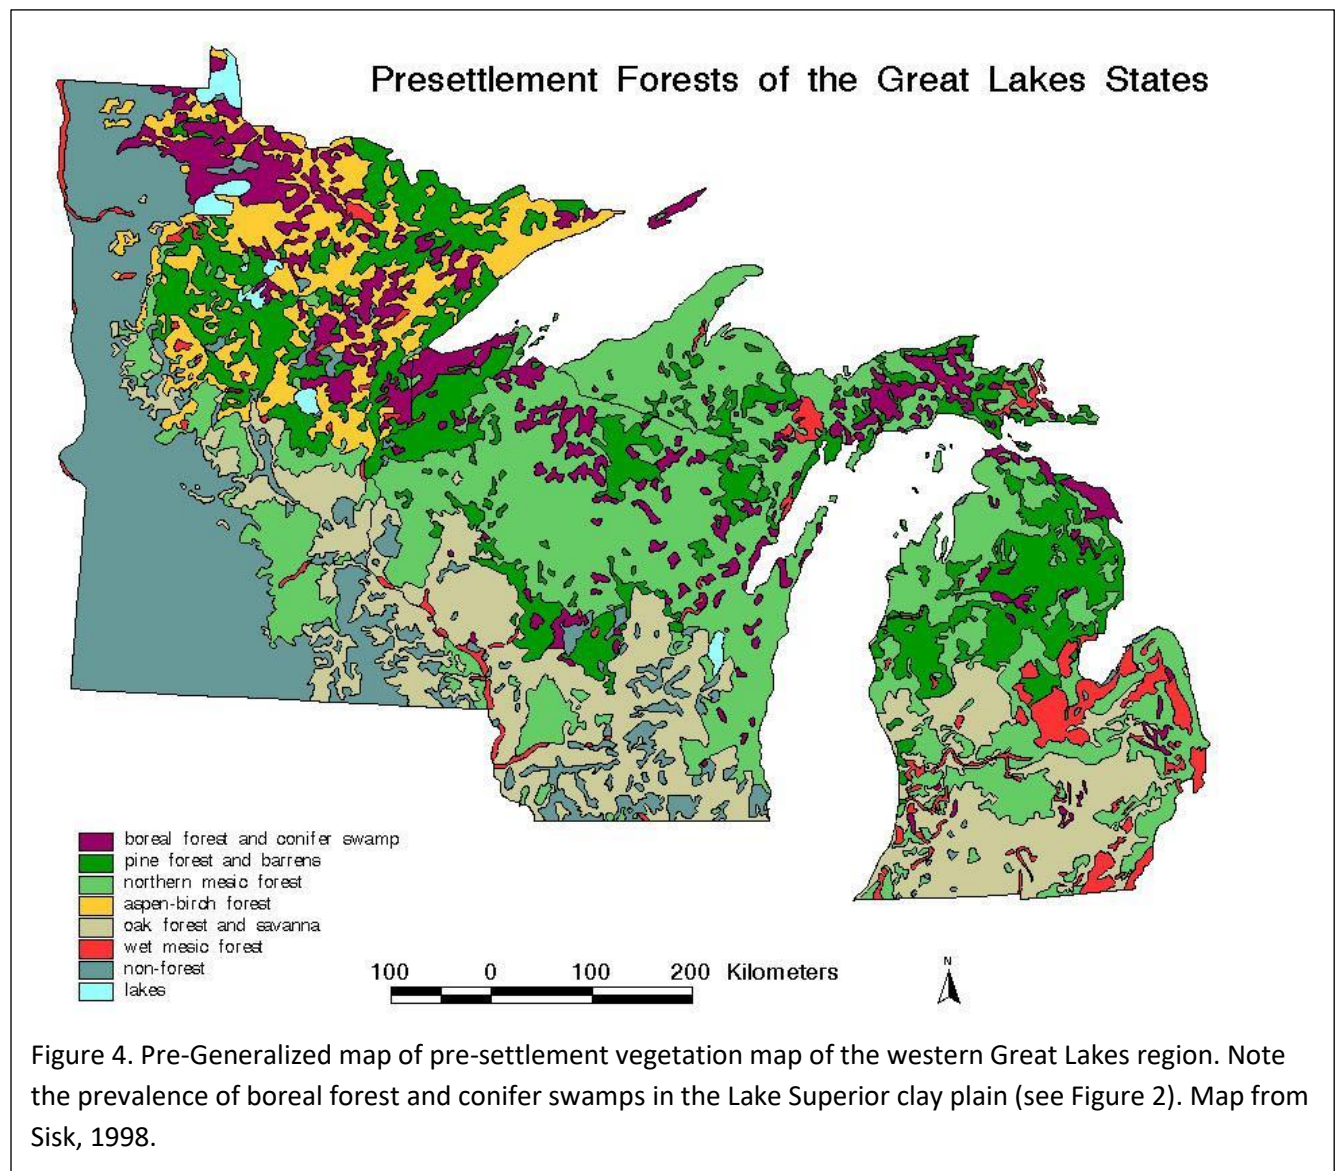 Presettlement Forests of the Great Lakes States
boreal forest and conifer swamp
pine forest and barrens
northern mesic forest
aspen-birch forest
oak forest and savanna
wet mesic forest
non-forest
lakes
100 0 100 200 Kilometers
N
Figure 4. Pre-Generalized map of pre-settlement vegetation map of the western Great Lakes region. Note
the prevalence of boreal forest and conifer swamps in the Lake Superior clay plain (see Figure 2). Map from
Sisk, 1998.